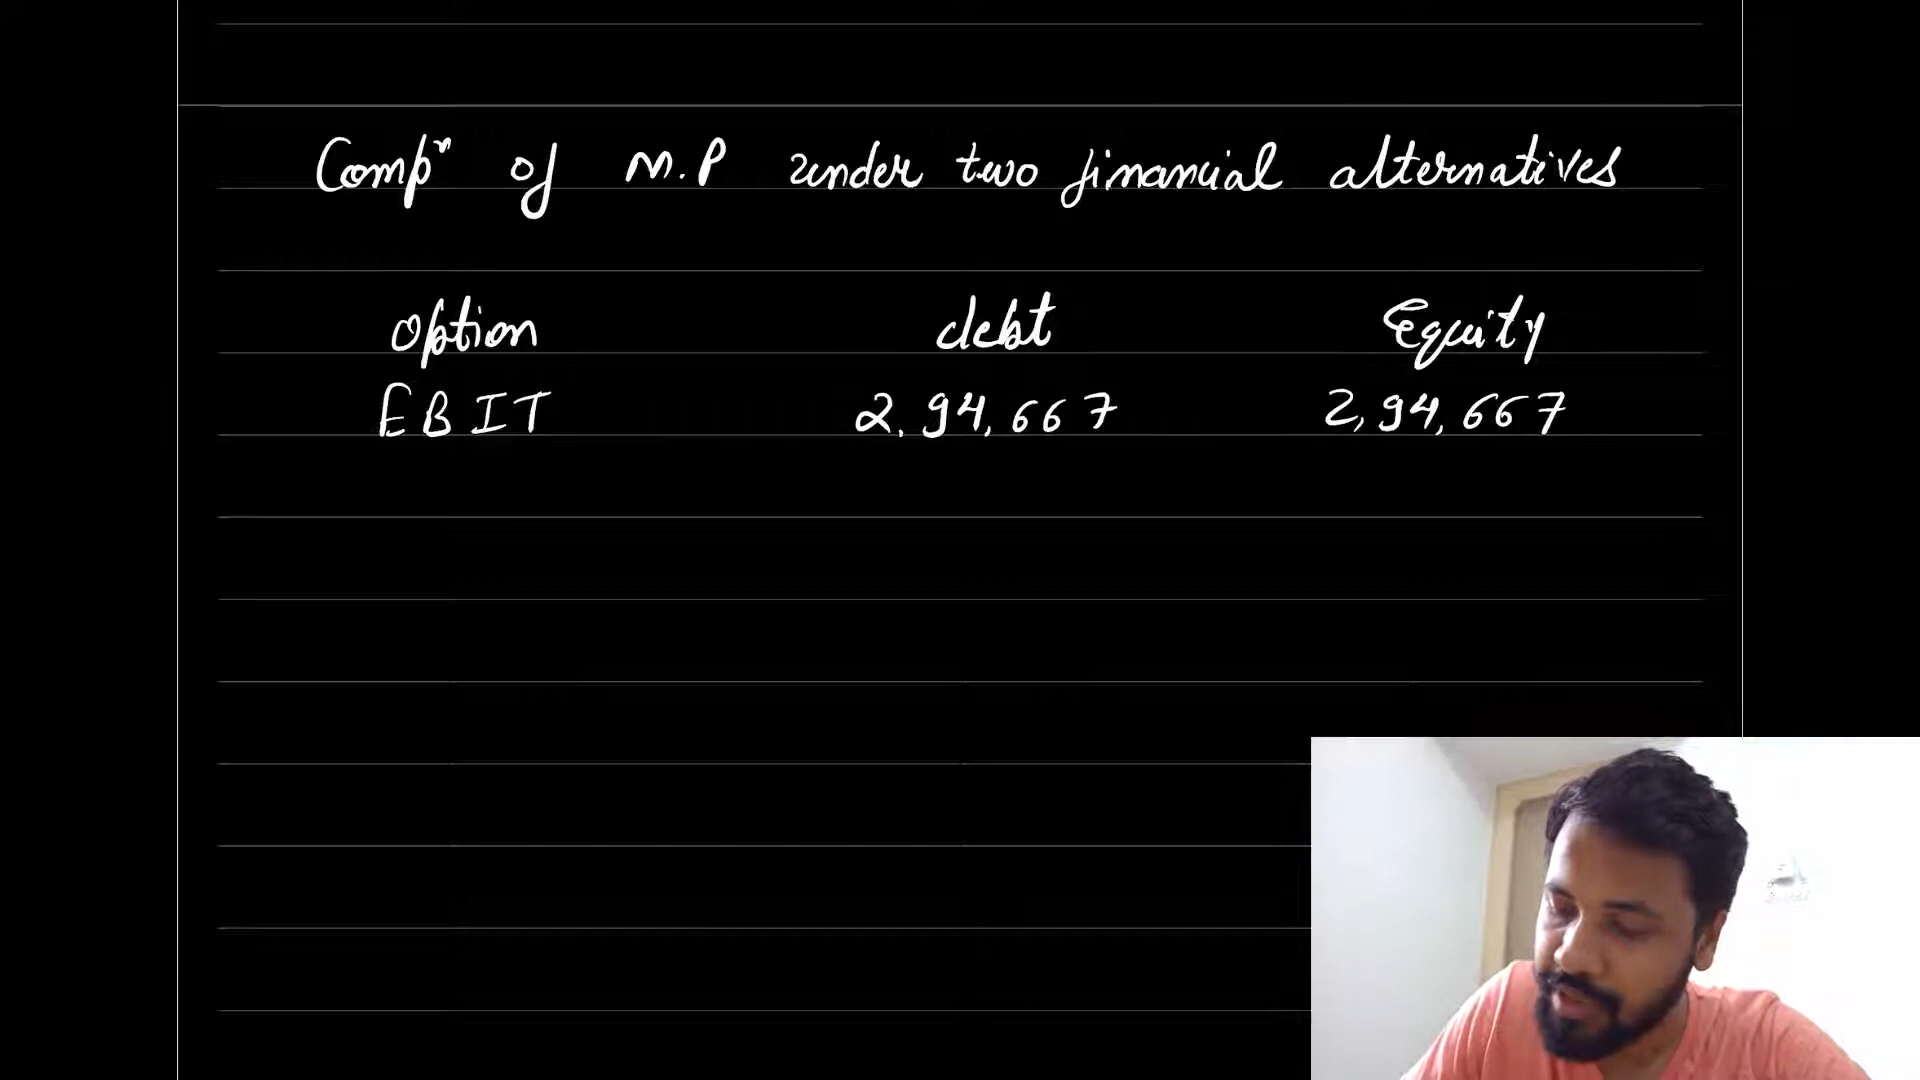 Compⁿ of M.P under two financial alternatives
Option debt Equity
EBIT 2,94,667 2,94,667